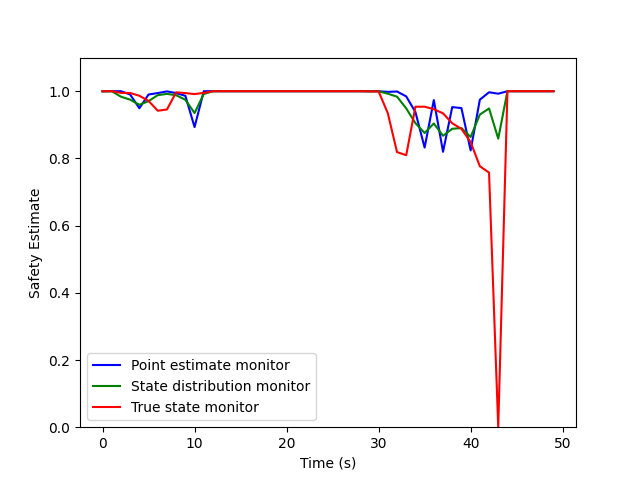 1.0
0.8
0.6
0.4
0.2
0.0
Safety Estimate
Point estimate monitor
State distribution monitor
True state monitor
0 10 20 30 40 50
Time (s)